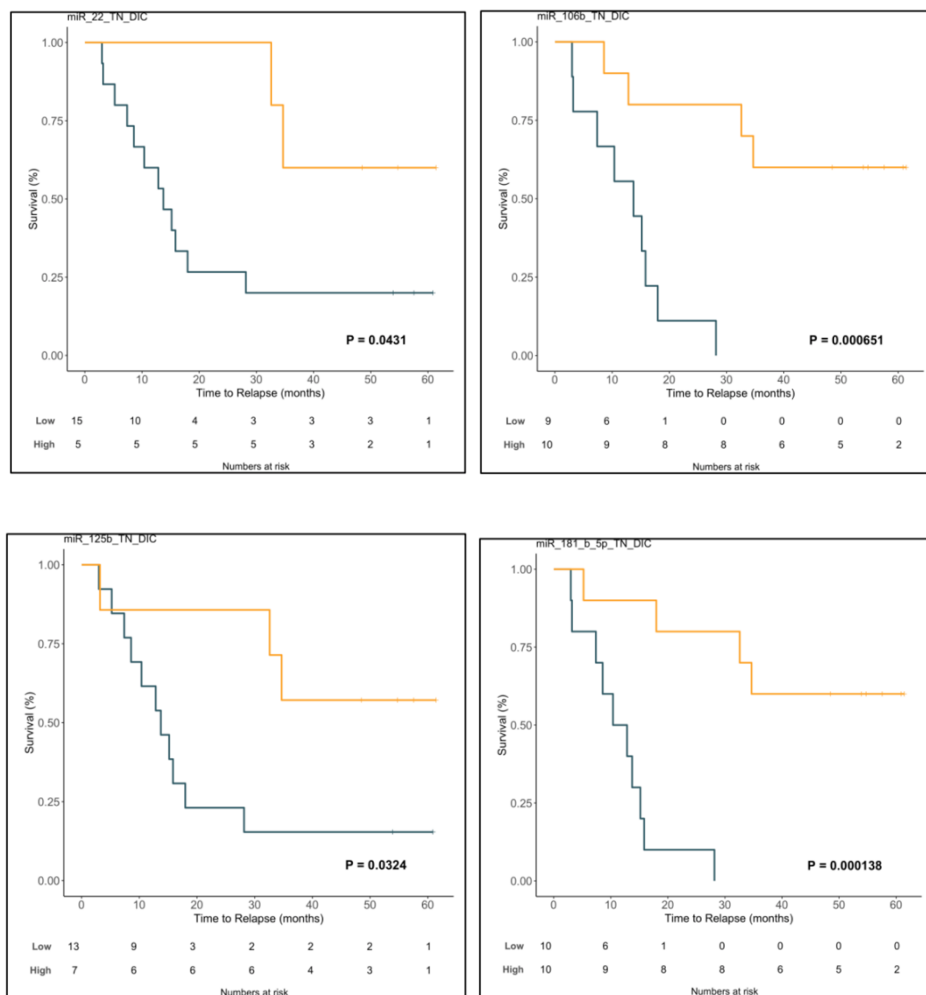 miR_22_TN_DIC
1.00
0.75
Survival (%)
0.50
0.25
P = 0.0431
0.00
0 10 20 30 40 50 60
Time to Relapse (months)
Low 15 10 4 3 3 3 1
High 5 5 5 5 3 2 1
Numbers at risk
miR_106b_TN_DIC
1.00
0.75
Survival (%)
0.50
0.25
P = 0.000651
0.00
0 10 20 30 40 50 60
Time to Relapse (months)
Low 9 6 1 0 0 0 0
High 10 9 8 8 6 5 2
Numbers at risk
miR_125b_TN_DIC
1.00
0.75
Survival (%)
0.50
0.25
P = 0.0324
0.00
0 10 20 30 40 50 60
Time to Relapse (months)
Low 13 9 3 2 2 2 1
High 7 6 6 6 4 3 1
Numbers at risk
miR_181_b_5p_TN_DIC
1.00
0.75
Survival (%)
0.50
0.25
P = 0.000138
0.00
0 10 20 30 40 50 60
Time to Relapse (months)
Low 10 6 1 0 0 0 0
High 10 9 8 8 6 5 2
Numbers at risk